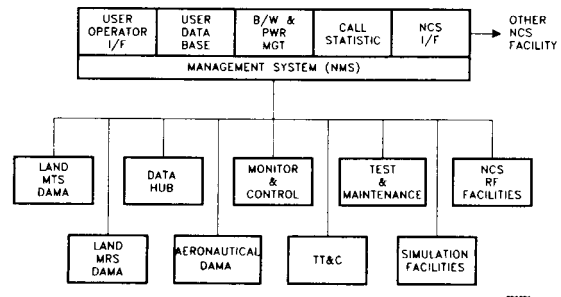 USER
OPERATOR
I/F
USER
DATA
BASE
B/W &
PWR
MGT
CALL
STATISTIC
NCS
I/F
OTHER
NCS
FACILITY
MANAGEMENT SYSTEM (NMS)
LAND
MTS
DAMA
DATA
HUB
MONITOR
&
CONTROL
TEST
&
MAINTENANCE
NCS
RF
FACILITIES
LAND
MRS
DAMA
AERONAUTICAL
DAMA
TT&C
SIMULATION
FACILITIES